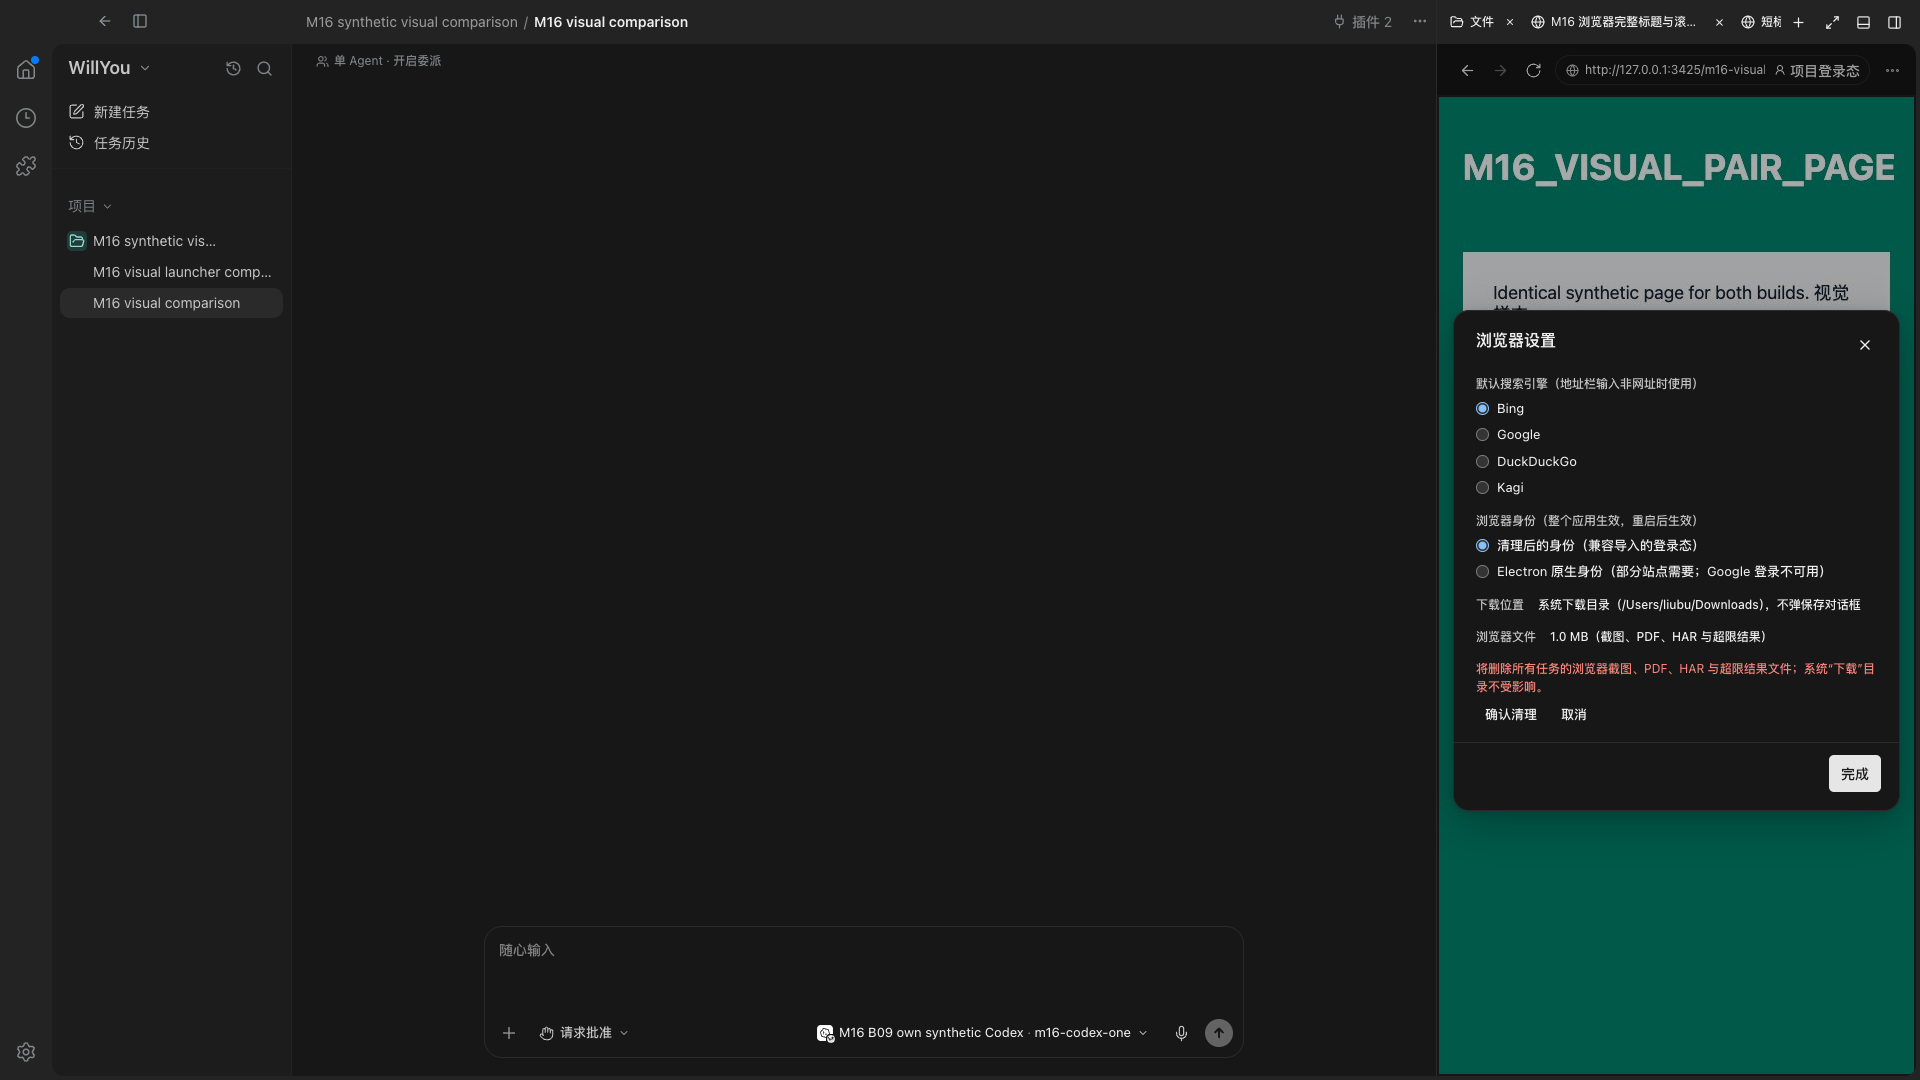 M16 synthetic visual comparison / M16 visual comparison
插件 2
文件
M16 浏览器完整标题与滚...
短标
WillYou
单 Agent · 开启委派
http://127.0.0.1:3425/m16-visual
项目登录态
新建任务
任务历史
项目
M16 synthetic vis...
M16 visual launcher comp...
M16 visual comparison
M16_VISUAL_PAIR_PAGE
Identical synthetic page for both builds. 视觉
浏览器设置
默认搜索引擎（地址栏输入非网址时使用）
Bing
Google
DuckDuckGo
Kagi
浏览器身份（整个应用生效，重启后生效）
清理后的身份（兼容导入的登录态）
Electron 原生身份（部分站点需要；Google 登录不可用）
下载位置 系统下载目录（/Users/liubu/Downloads），不弹保存对话框
浏览器文件 1.0 MB（截图、PDF、HAR 与超限结果）
将删除所有任务的浏览器截图、PDF、HAR 与超限结果文件；系统“下载”目
录不受影响。
确认清理 取消
完成
随心输入
请求批准
M16 B09 own synthetic Codex · m16-codex-one